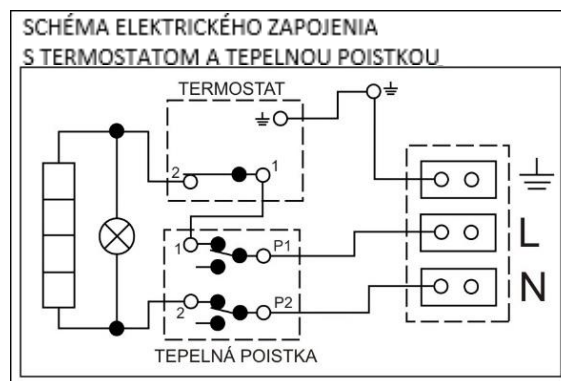 SCHÉMA ELEKTRICKÉHO ZAPOJENIA
S TERMOSTATOM A TEPELNOU POISTKOU
TERMOSTAT
2
1
1
P1
L
2
P2
N
TEPELNÁ POISTKA